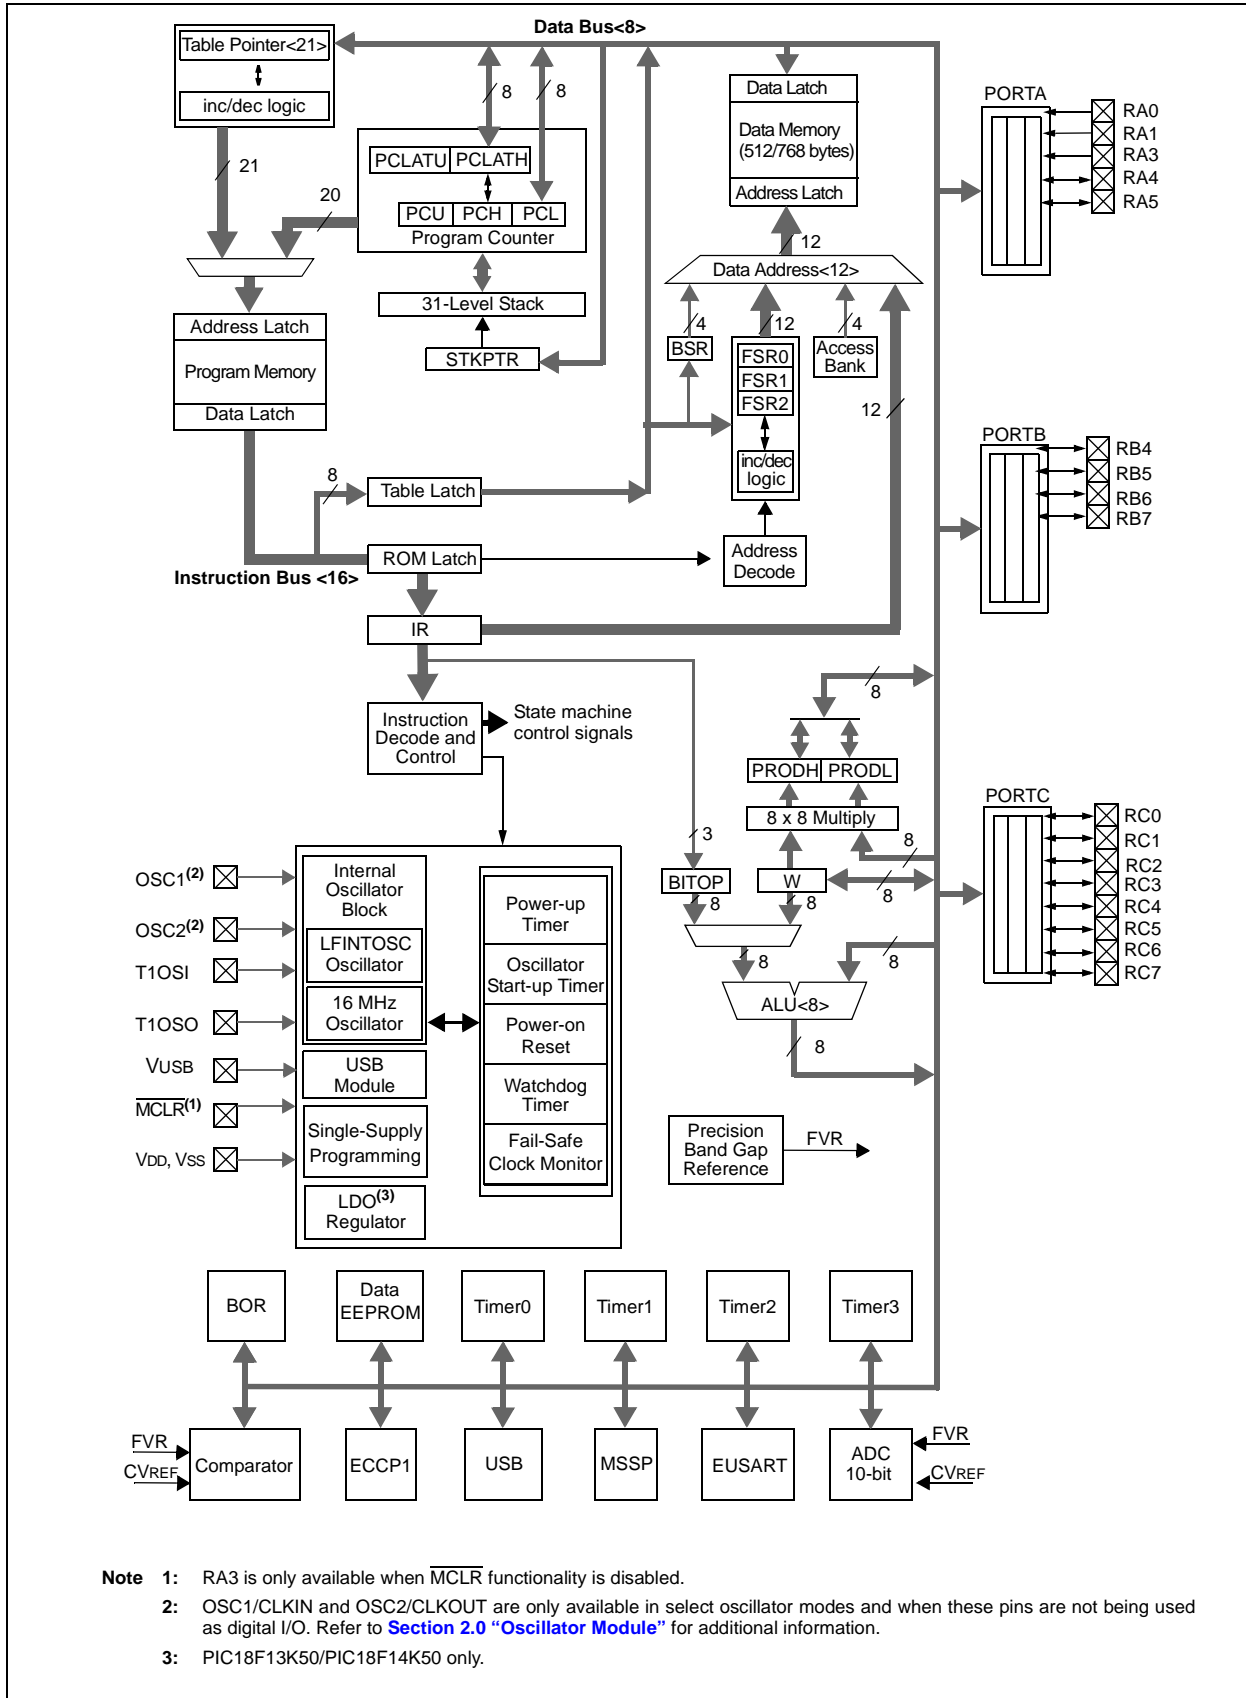 Data Bus<8>
Table Pointer<21>
inc/dec logic
21
20
8
8
PCLATU PCLATH
PCU PCH PCL
Program Counter
31-Level Stack
STKPTR
Data Latch
Data Memory
(512/768 bytes)
Address Latch
12
Data Address<12>
4
12
4
BSR
FSR0
FSR1
FSR2
inc/dec
logic
Access
Bank
12
Address
Decode
Address Latch
Program Memory
Data Latch
8
Table Latch
ROM Latch
Instruction Bus <16>
IR
Instruction
Decode and
Control
State machine
control signals
PORTA
RA0
RA1
RA3
RA4
RA5
PORTB
RB4
RB5
RB6
RB7
PORTC
RC0
RC1
RC2
RC3
RC4
RC5
RC6
RC7
8
PRODH PRODL
8 x 8 Multiply
3
8
BITOP
W
8
8
8
8
8
ALU<8>
8
OSC1(2)
OSC2(2)
T1OSI
T1OSO
VUSB
MCLR(1)
VDD, VSS
Internal
Oscillator
Block
LFINTOSC
Oscillator
16 MHz
Oscillator
USB
Module
Single-Supply
Programming
LDO(3)
Regulator
Power-up
Timer
Oscillator
Start-up Timer
Power-on
Reset
Watchdog
Timer
Fail-Safe
Clock Monitor
Precision
Band Gap
Reference
FVR
BOR
Data
EEPROM
Timer0
Timer1
Timer2
Timer3
FVR
CVREF
Comparator
ECCP1
USB
MSSP
EUSART
ADC
10-bit
FVR
CVREF
Note 1: RA3 is only available when MCLR functionality is disabled.
2: OSC1/CLKIN and OSC2/CLKOUT are only available in select oscillator modes and when these pins are not being used
as digital I/O. Refer to Section 2.0 “Oscillator Module” for additional information.
3: PIC18F13K50/PIC18F14K50 only.